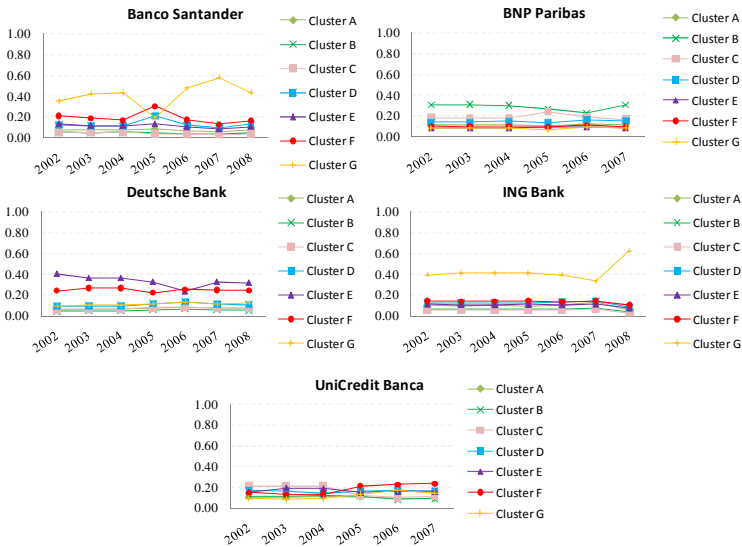 Banco Santander
1.00
0.80
0.60
0.40
0.20
0.00
2002
2003
2004
2005
2006
2007
2008
Cluster A
Cluster B
Cluster C
Cluster D
Cluster E
Cluster F
Cluster G
BNP Paribas
1.00
0.80
0.60
0.40
0.20
0.00
2002
2003
2004
2005
2006
2007
Cluster A
Cluster B
Cluster C
Cluster D
Cluster E
Cluster F
Cluster G
Deutsche Bank
1.00
0.80
0.60
0.40
0.20
0.00
2002
2003
2004
2005
2006
2007
2008
Cluster A
Cluster B
Cluster C
Cluster D
Cluster E
Cluster F
Cluster G
ING Bank
1.00
0.80
0.60
0.40
0.20
0.00
2002
2003
2004
2005
2006
2007
2008
Cluster A
Cluster B
Cluster C
Cluster D
Cluster E
Cluster F
Cluster G
UniCredit Banca
1.00
0.80
0.60
0.40
0.20
0.00
2002
2003
2004
2005
2006
2007
Cluster A
Cluster B
Cluster C
Cluster D
Cluster E
Cluster F
Cluster G